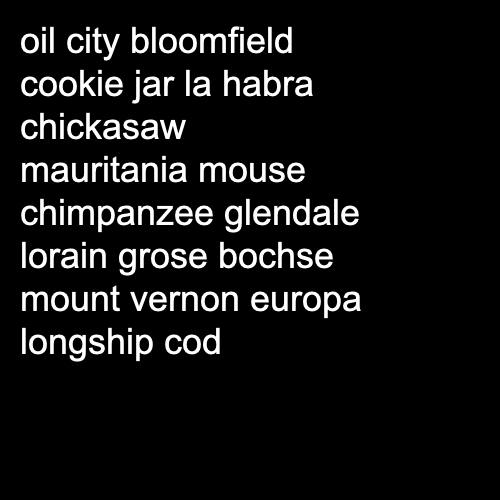 oil city bloomfield
cookie jar la habra
chickasaw
mauritania mouse
chimpanzee glendale
lorain grose bochse
mount vernon europa
longship cod